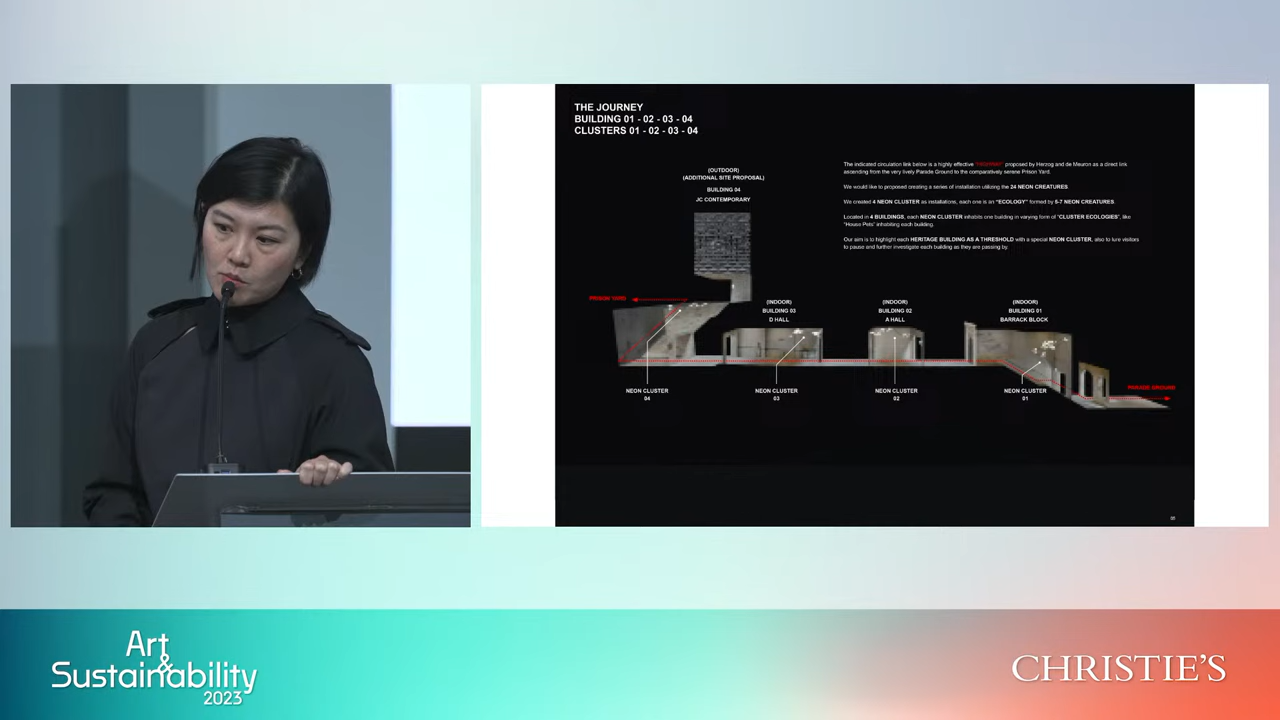 THE JOURNEY
BUILDING 01 - 02 - 03 - 04
CLUSTERS 01 - 02 - 03 - 04
The indicated circulation link below is a highly effective "HIGHWAY" proposed by Herzog and de Meuron as a direct link
ascending from the very lively Parade Ground to the comparatively serene Prison Yard.
We would like to proposed creating a series of installation utilizing the 24 NEON CREATURES.
We created 4 NEON CLUSTER as installations, each one is an "ECOLOGY" formed by 5-7 NEON CREATURES.
Located in 4 BUILDINGS, each NEON CLUSTER inhabits one building in varying form of "CLUSTER ECOLOGIES", like
"House Pets" inhabiting each building.
Our aim is to highlight each HERITAGE BUILDING AS A THRESHOLD with a special NEON CLUSTER, also to lure visitors
to pause and further investigate each building as they are passing by.
(OUTDOOR)
(ADDITIONAL SITE PROPOSAL)
BUILDING 04
JC CONTEMPORARY
PRISON YARD
(INDOOR)
BUILDING 03
D HALL
(INDOOR)
BUILDING 02
A HALL
(INDOOR)
BUILDING 01
BARRACK BLOCK
PARADE GROUND
NEON CLUSTER
04
NEON CLUSTER
03
NEON CLUSTER
02
NEON CLUSTER
01
Art
&
Sustainability
2023
CHRISTIE'S